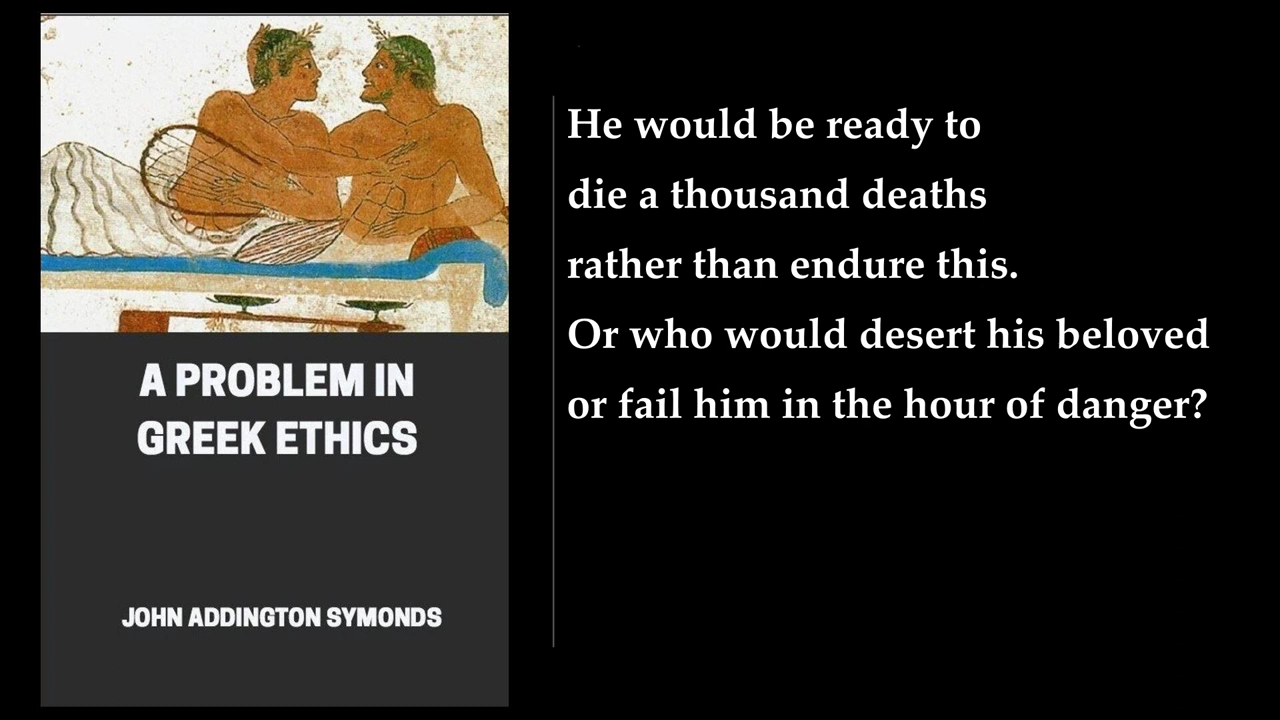 A PROBLEM IN
GREEK ETHICS
JOHN ADDINGTON SYMONDS
He would be ready to
die a thousand deaths
rather than endure this.
Or who would desert his beloved
or fail him in the hour of danger?